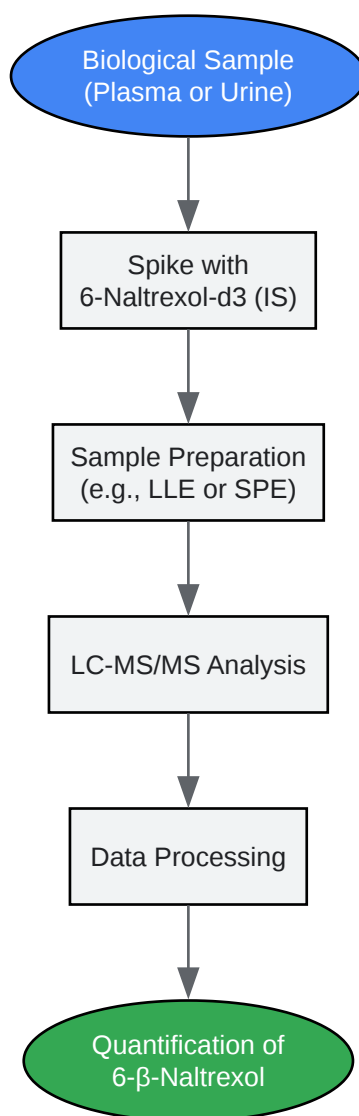 Biological Sample
(Plasma or Urine)
Spike with
6-Naltrexol-d3 (IS)
Sample Preparation
(e.g., LLE or SPE)
LC-MS/MS Analysis
Data Processing
Quantification of
6-β-Naltrexol